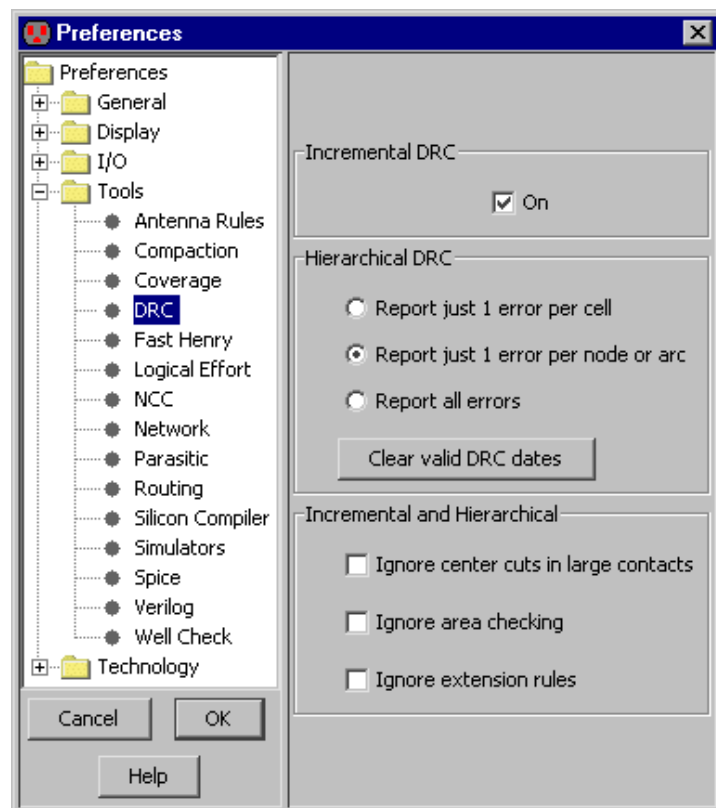 Preferences
Preferences
General
Display
I/O
Tools
Antenna Rules
Compaction
Coverage
DRC
Fast Henry
Logical Effort
NCC
Network
Parasitic
Routing
Silicon Compiler
Simulators
Spice
Verilog
Well Check
Technology
Cancel
OK
Help
Incremental DRC
On
Hierarchical DRC
Report just 1 error per cell
Report just 1 error per node or arc
Report all errors
Clear valid DRC dates
Incremental and Hierarchical
Ignore center cuts in large contacts
Ignore area checking
Ignore extension rules